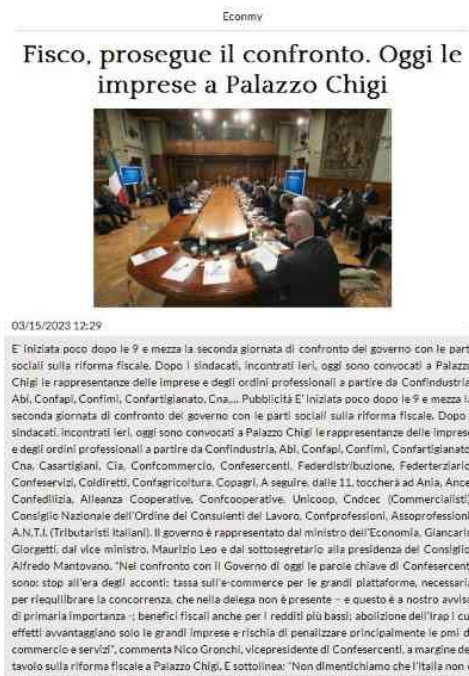 Econmy
Fisco, prosegue il confronto. Oggi le
imprese a Palazzo Chigi
03/15/2023 12:29
E' iniziata poco dopo le 9 e mezza la seconda giornata di confronto del governo con le parti
sociali sulla riforma fiscale. Dopo i sindacati, incontrati ieri, oggi sono convocati a Palazzo
Chigi le rappresentanze delle imprese e degli ordini professionali a partire da Confindustria,
Abi, Confapi, Confimi, Confartigianato, Cna,... Pubblicità E' iniziata poco dopo le 9 e mezza la
seconda giornata di confronto del governo con le parti sociali sulla riforma fiscale. Dopo i
sindacati, incontrati ieri, oggi sono convocati a Palazzo Chigi le rappresentanze delle imprese
e degli ordini professionali a partire da Confindustria, Abi, Confapi, Confimi, Confartigianato,
Cna, Casartigiani, Cia, Confcommercio, Confesercenti, Federdistribuzione, Federterziario,
Confeservizi, Coldiretti, Confagricoltura, Copagri. A seguire, dalle 11, toccherà ad Ania, Ance,
Confedilizia, Alleanza Cooperative, Confcooperative, Unicoop, Cndcec (Commercialisti),
Consiglio Nazionale dell'Ordine dei Consulenti del Lavoro, Confprofessioni, Assoprofessioni,
A.N.T.I. (Tributaristi Italiani). Il governo è rappresentato dal ministro dell'Economia, Giancarlo
Giorgetti, dal vice ministro, Maurizio Leo e dal sottosegretario alla presidenza del Consiglio,
Alfredo Mantovano. "Nel confronto con il Governo di oggi le parole chiave di Confesercenti
sono: stop all'era degli acconti; tassa sull'e-commerce per le grandi plataforme, necessaria
per riequilibrare la concorrenza, che nella delega non è presente – e questo è a nostro avviso
di primaria importanza -; benefici fiscali anche per i redditi più bassi; abolizione dell'Irap i cui
effetti avvantaggiano solo le grandi imprese e rischia di penalizzare principalmente le pmi di
commercio e servizi", commenta Nico Gronchi, vicepresidente di Confesercenti, a margine del
tavolo sulla riforma fiscale a Palazzo Chigi. E sottolinea: "Non dimentichiamo che l'Italia non è